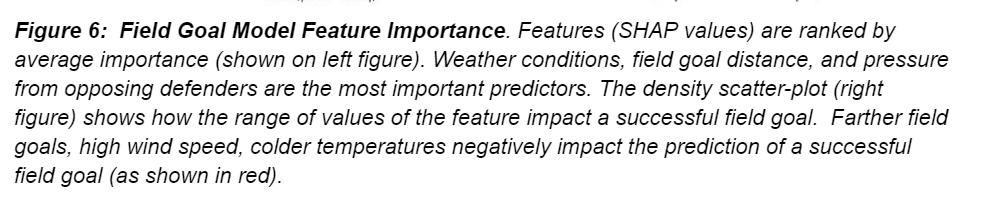 Figure 6:  Field Goal Model Feature Importance. Features (SHAP values) are ranked by
average importance (shown on left figure). Weather conditions, field goal distance, and pressure
from opposing defenders are the most important predictors. The density scatter-plot (right
figure) shows how the range of values of the feature impact a successful field goal.  Farther field
goals, high wind speed, colder temperatures negatively impact the prediction of a successful
field goal (as shown in red).